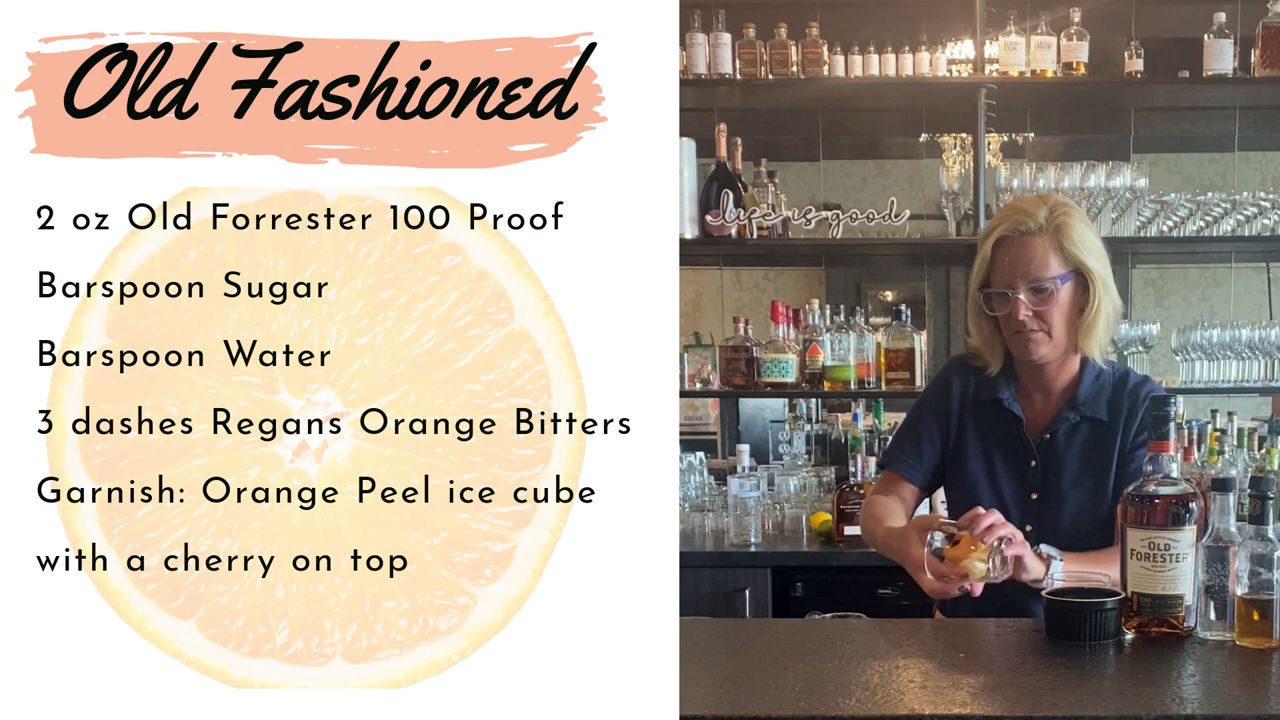 Old Fashioned
2 oz Old Forrester 100 Proof
Barspoon Sugar
Barspoon Water
3 dashes Regans Orange Bitters
Garnish: Orange Peel ice cube
with a cherry on top
life is good
OLD
FORESTER